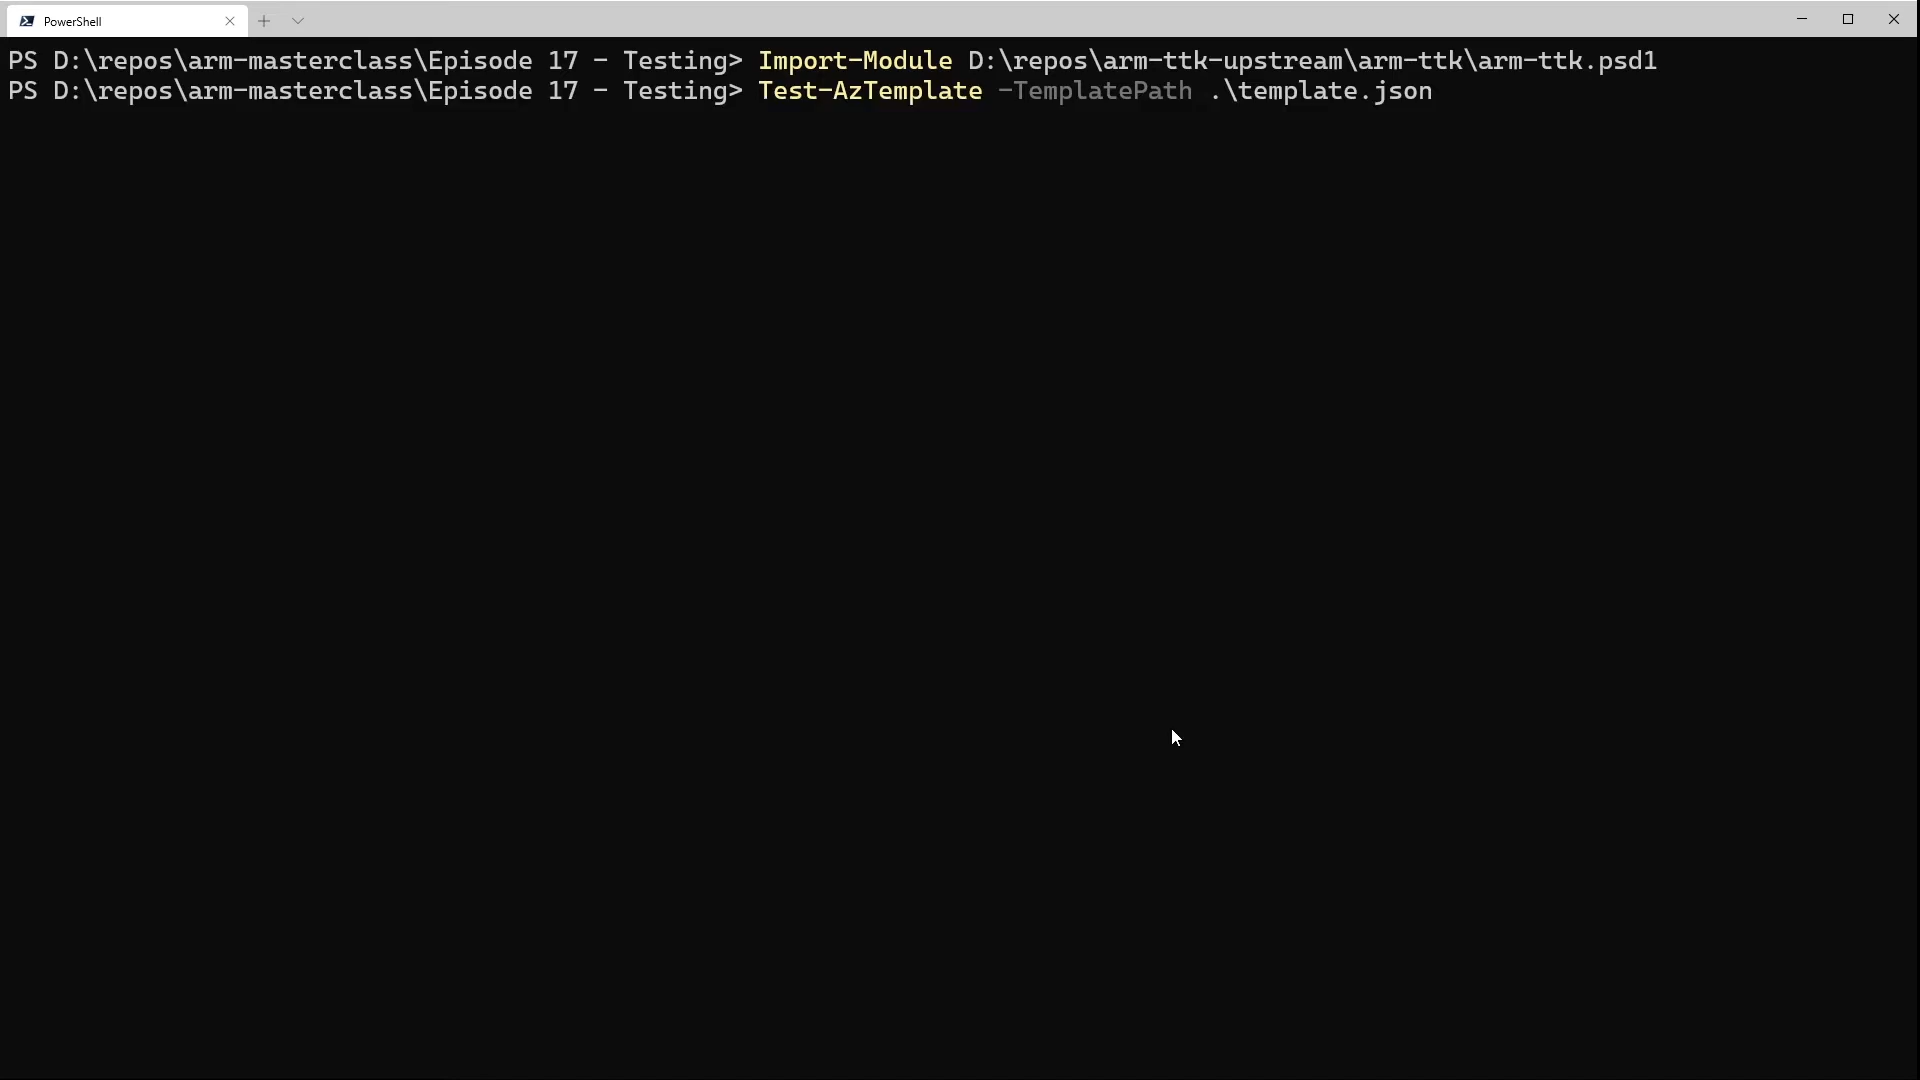 PowerShell
PS D:\repos\arm-masterclass\Episode 17 - Testing> Import-Module D:\repos\arm-ttk-upstream\arm-ttk\arm-ttk.psd1
PS D:\repos\arm-masterclass\Episode 17 - Testing> Test-AzTemplate -TemplatePath .\template.json